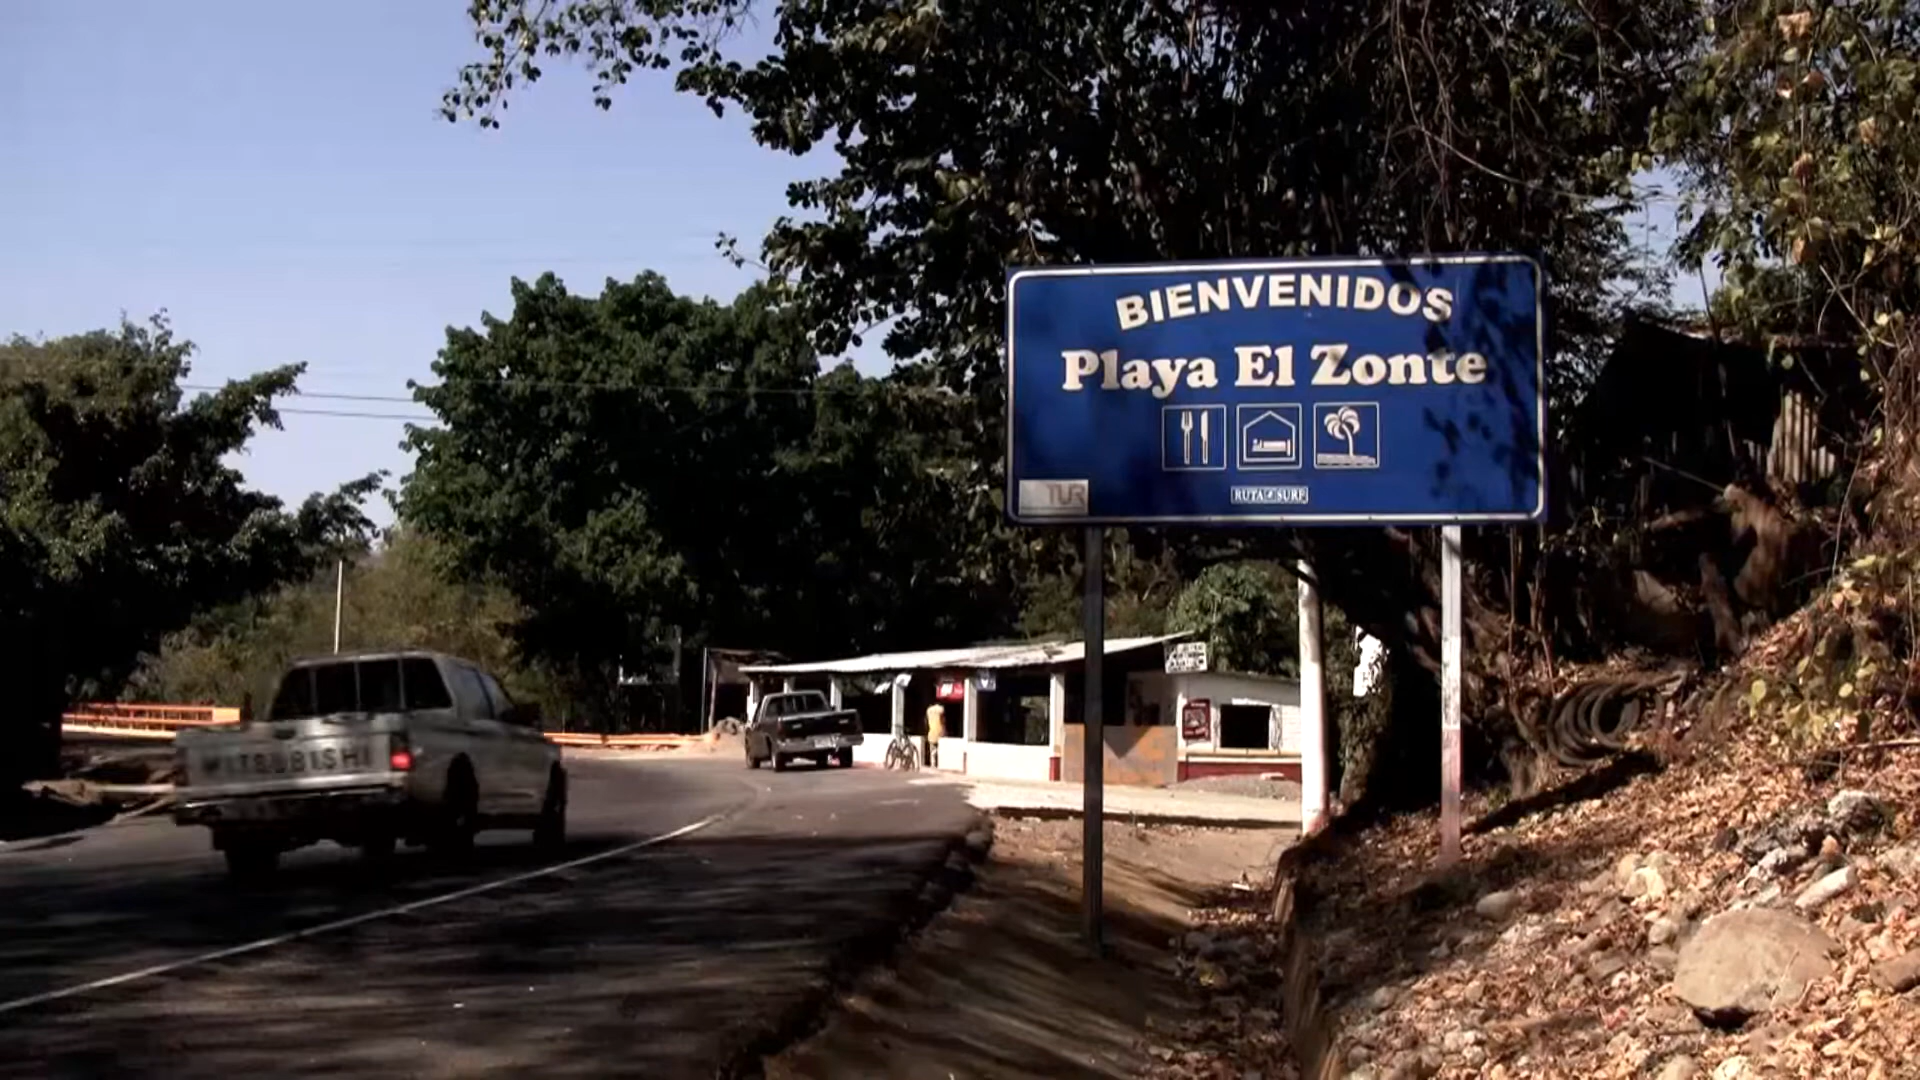 BIENVENIDOS
Playa El Zonte
TUR
RUTA SURF
MITSUBISHI